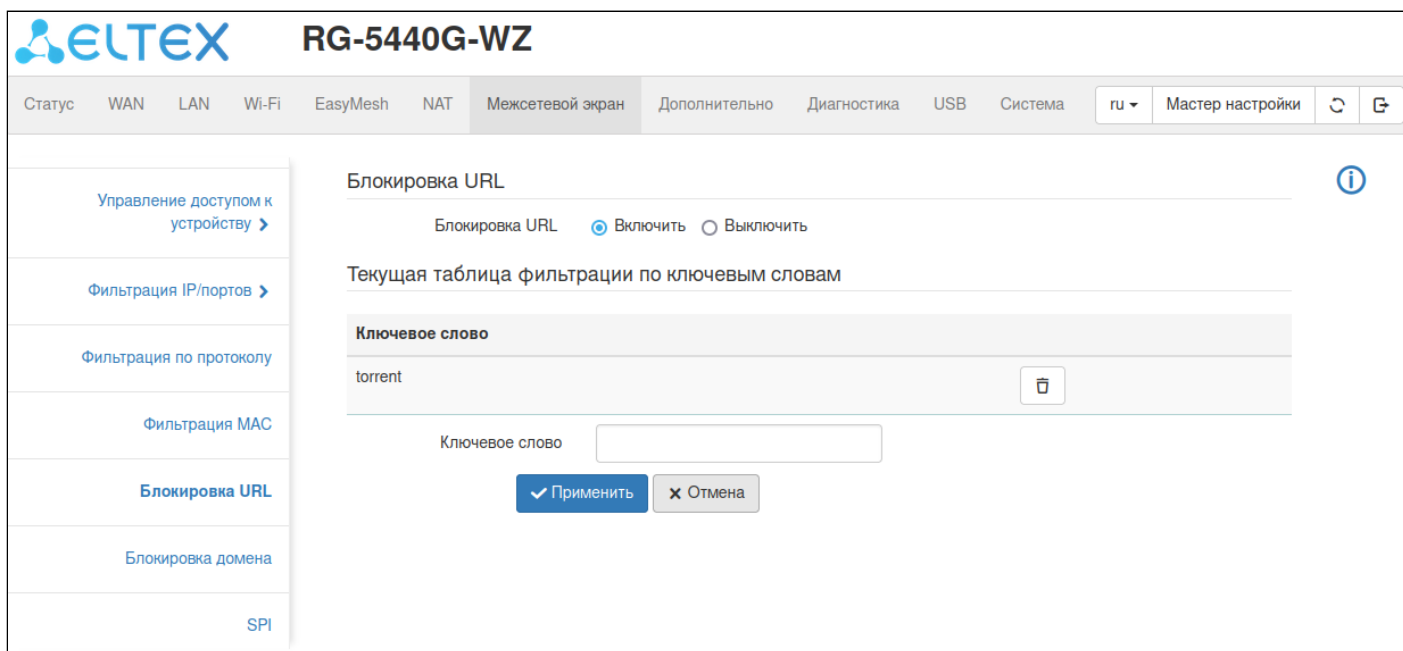 ELTEX RG-5440G-WZ
Статус WAN LAN Wi-Fi EasyMesh NAT Межсетевой экран Дополнительно Диагностика USB Система ru Мастер настройки
Управление доступом к
устройству
Фильтрация IP/портов
Фильтрация по протоколу
Фильтрация MAC
Блокировка URL
Блокировка домена
SPI
Блокировка URL
Блокировка URL Включить Выключить
Текущая таблица фильтрации по ключевым словам
Ключевое слово
torrent
Ключевое слово
Применить Отмена